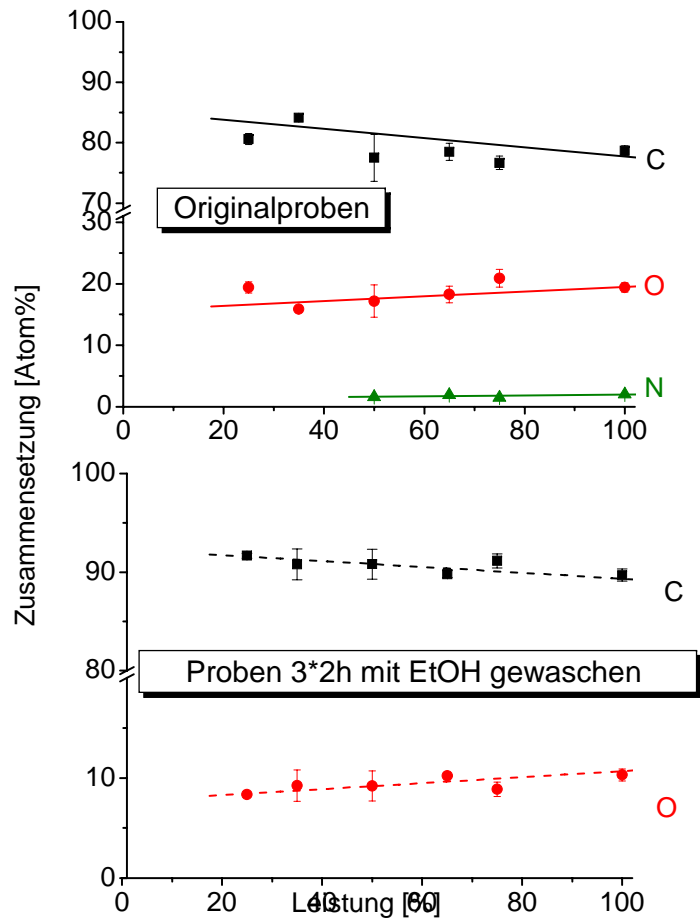 Zusammensetzung [Atom%]
100
90
80
70
30
20
10
0
C
Originalproben
O
N
0 20 40 60 80 100
100
90
80
10
0
C
Proben 3*2h mit EtOH gewaschen
O
20 40 60 80 100
Leistung [%]